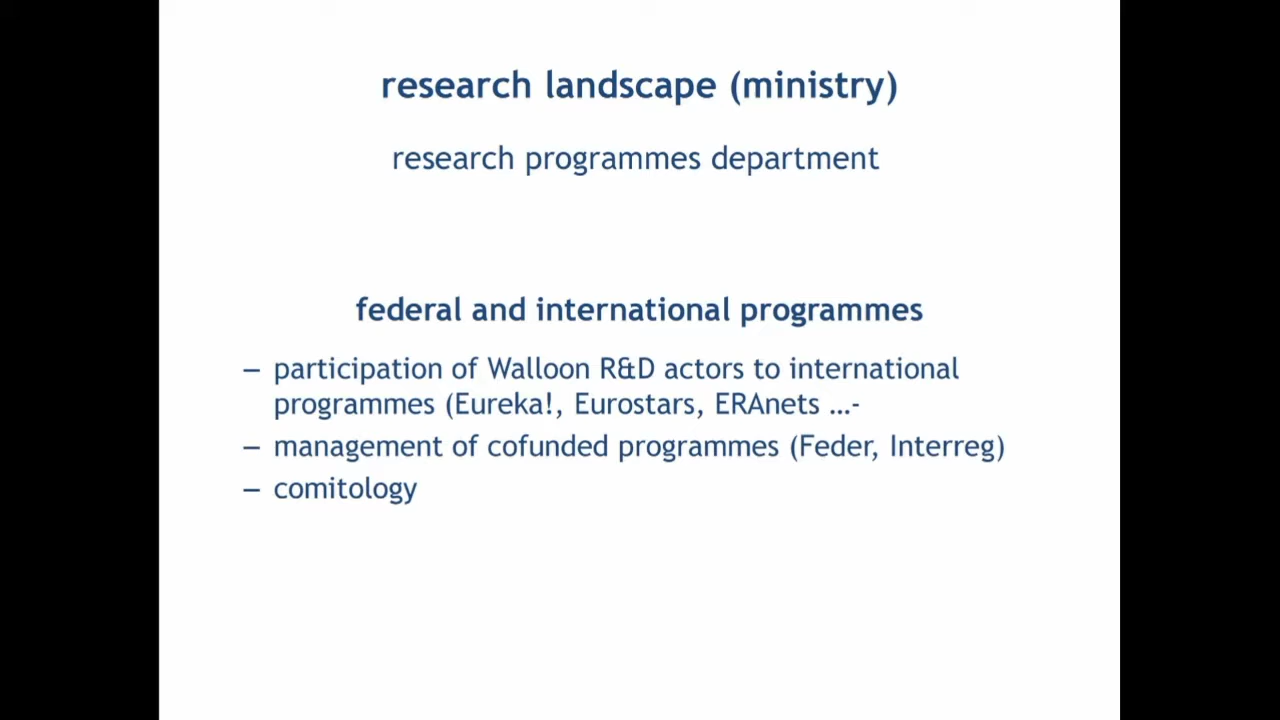 research landscape (ministry)
research programmes department
federal and international programmes
– participation of Walloon R&D actors to international
programmes (Eureka!, Eurostars, ERAnets …-
– management of cofunded programmes (Feder, Interreg)
– comitology